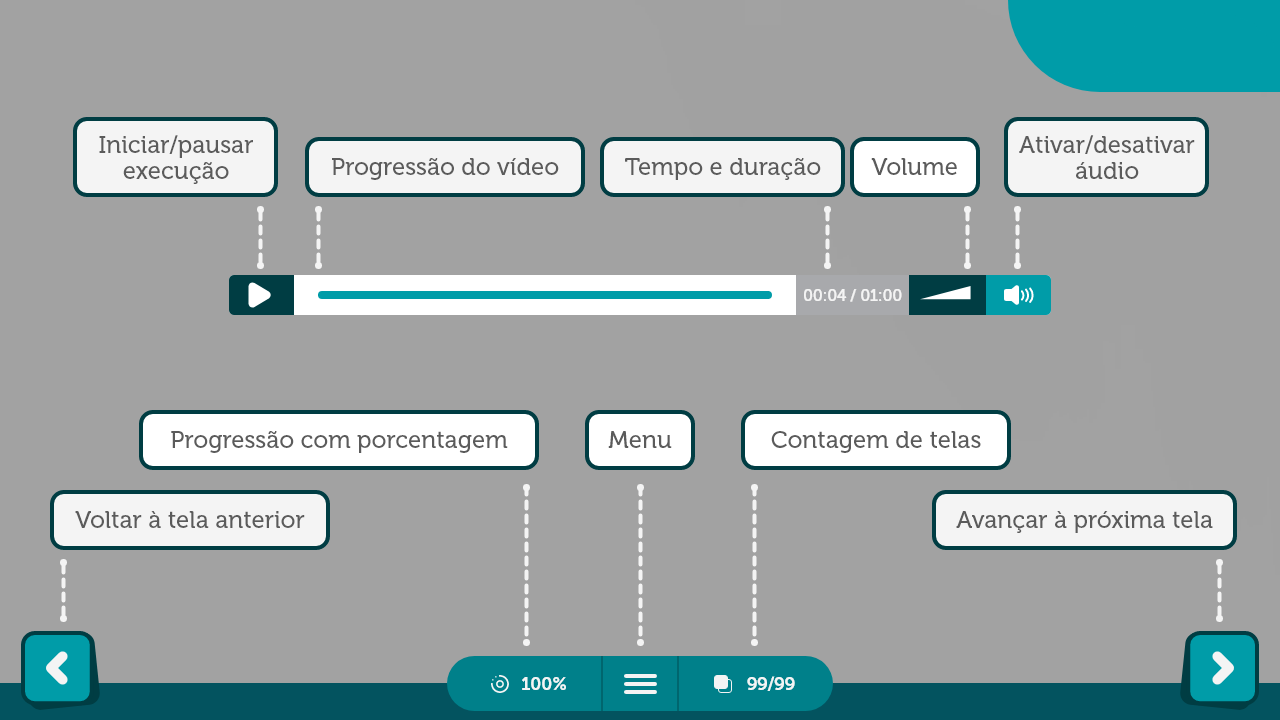 Iniciar/pausar
execução
Progressão do vídeo
Tempo e duração
Volume
Ativar/desativar
áudio
00:04 / 01:00
Progressão com porcentagem
Menu
Contagem de telas
Voltar à tela anterior
Avançar à próxima tela
100%
99/99